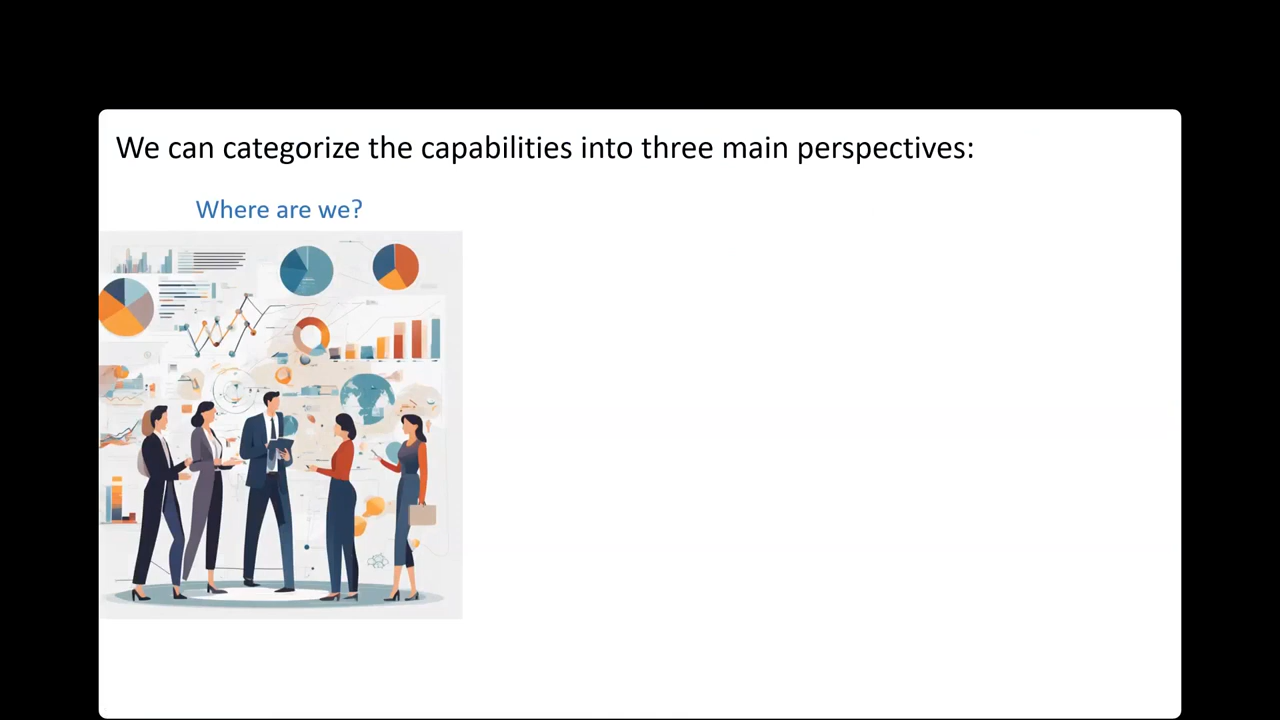 We can categorize the capabilities into three main perspectives:
Where are we?